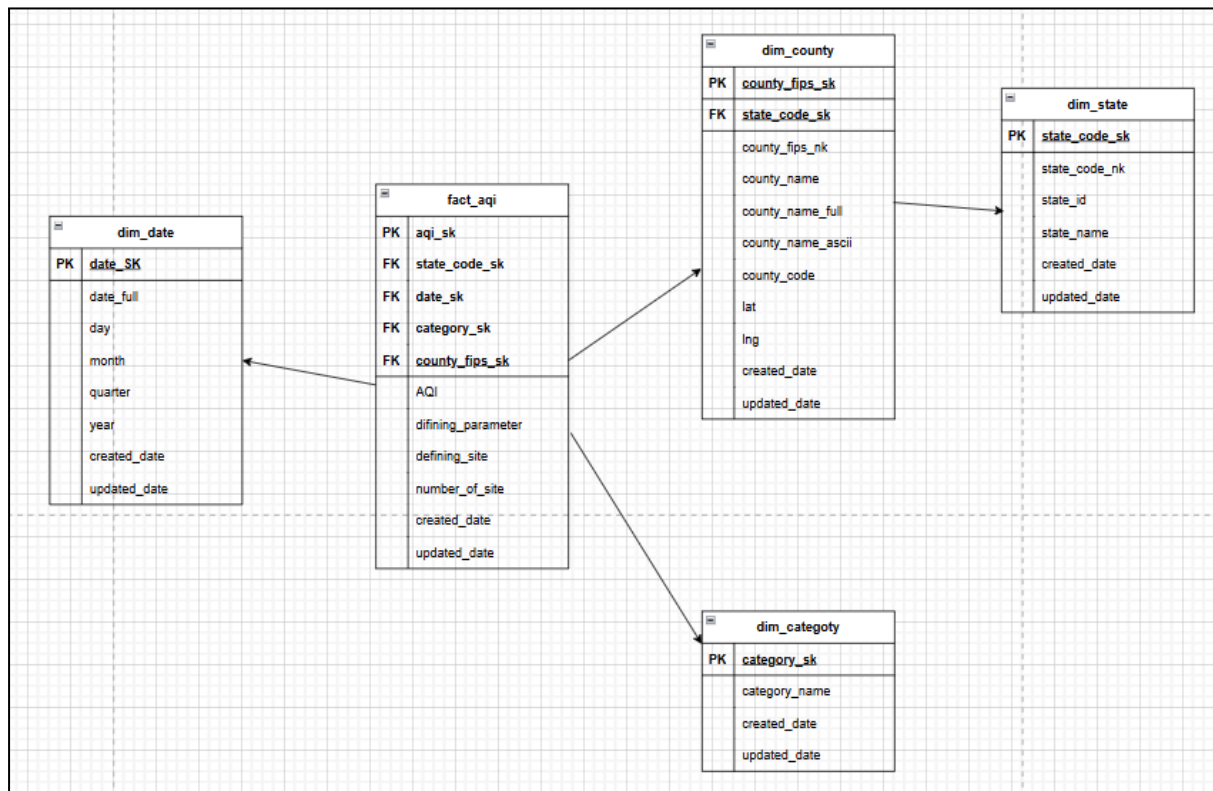 dim_date
PK date_SK
date_full
day
month
quarter
year
created_date
updated_date
fact_aqi
PK aqi_sk
FK state_code_sk
FK date_sk
FK category_sk
FK county_fips_sk
AQI
difining_parameter
defining_site
number_of_site
created_date
updated_date
dim_county
PK county_fips_sk
FK state_code_sk
county_fips_nk
county_name
county_name_full
county_name_ascii
county_code
lat
lng
created_date
updated_date
dim_state
PK state_code_sk
state_code_nk
state_id
state_name
created_date
updated_date
dim_categoty
PK category_sk
category_name
created_date
updated_date